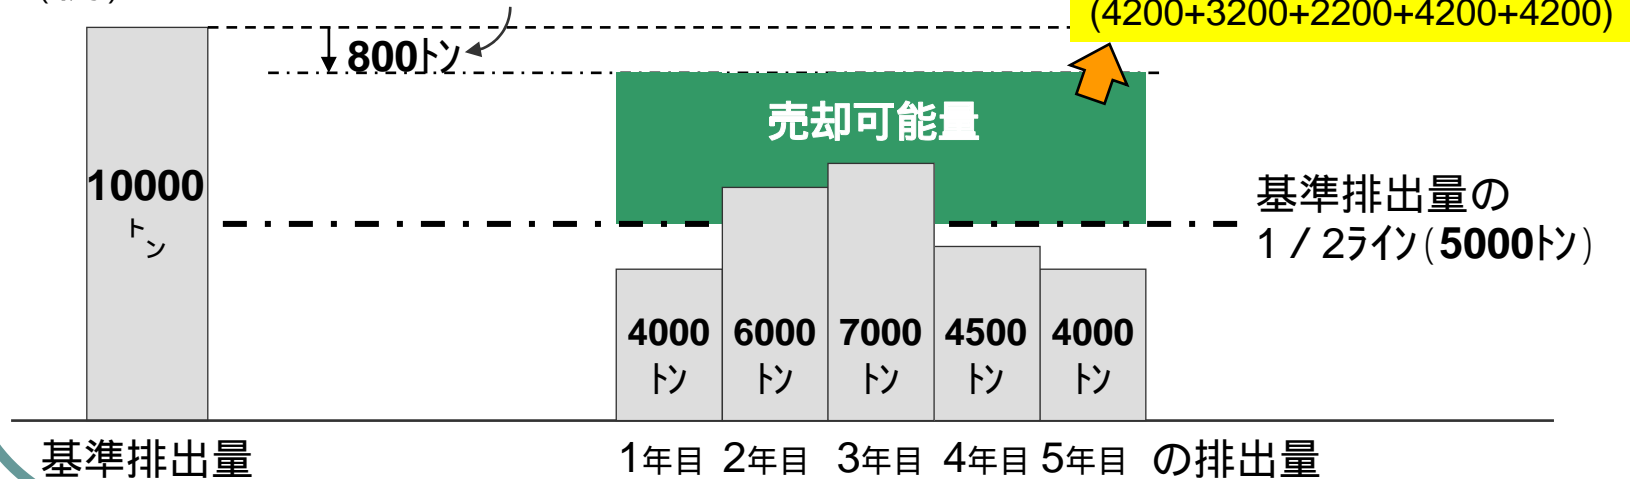 (4200+3200+2200+4200+4200)
800トン
売却可能量
10000
トン
基準排出量の
1/2ライン(5000トン)
4000 6000 7000 4500 4000
トン トン トン トン トン
基準排出量 1年目 2年目 3年目 4年目 5年目 の排出量